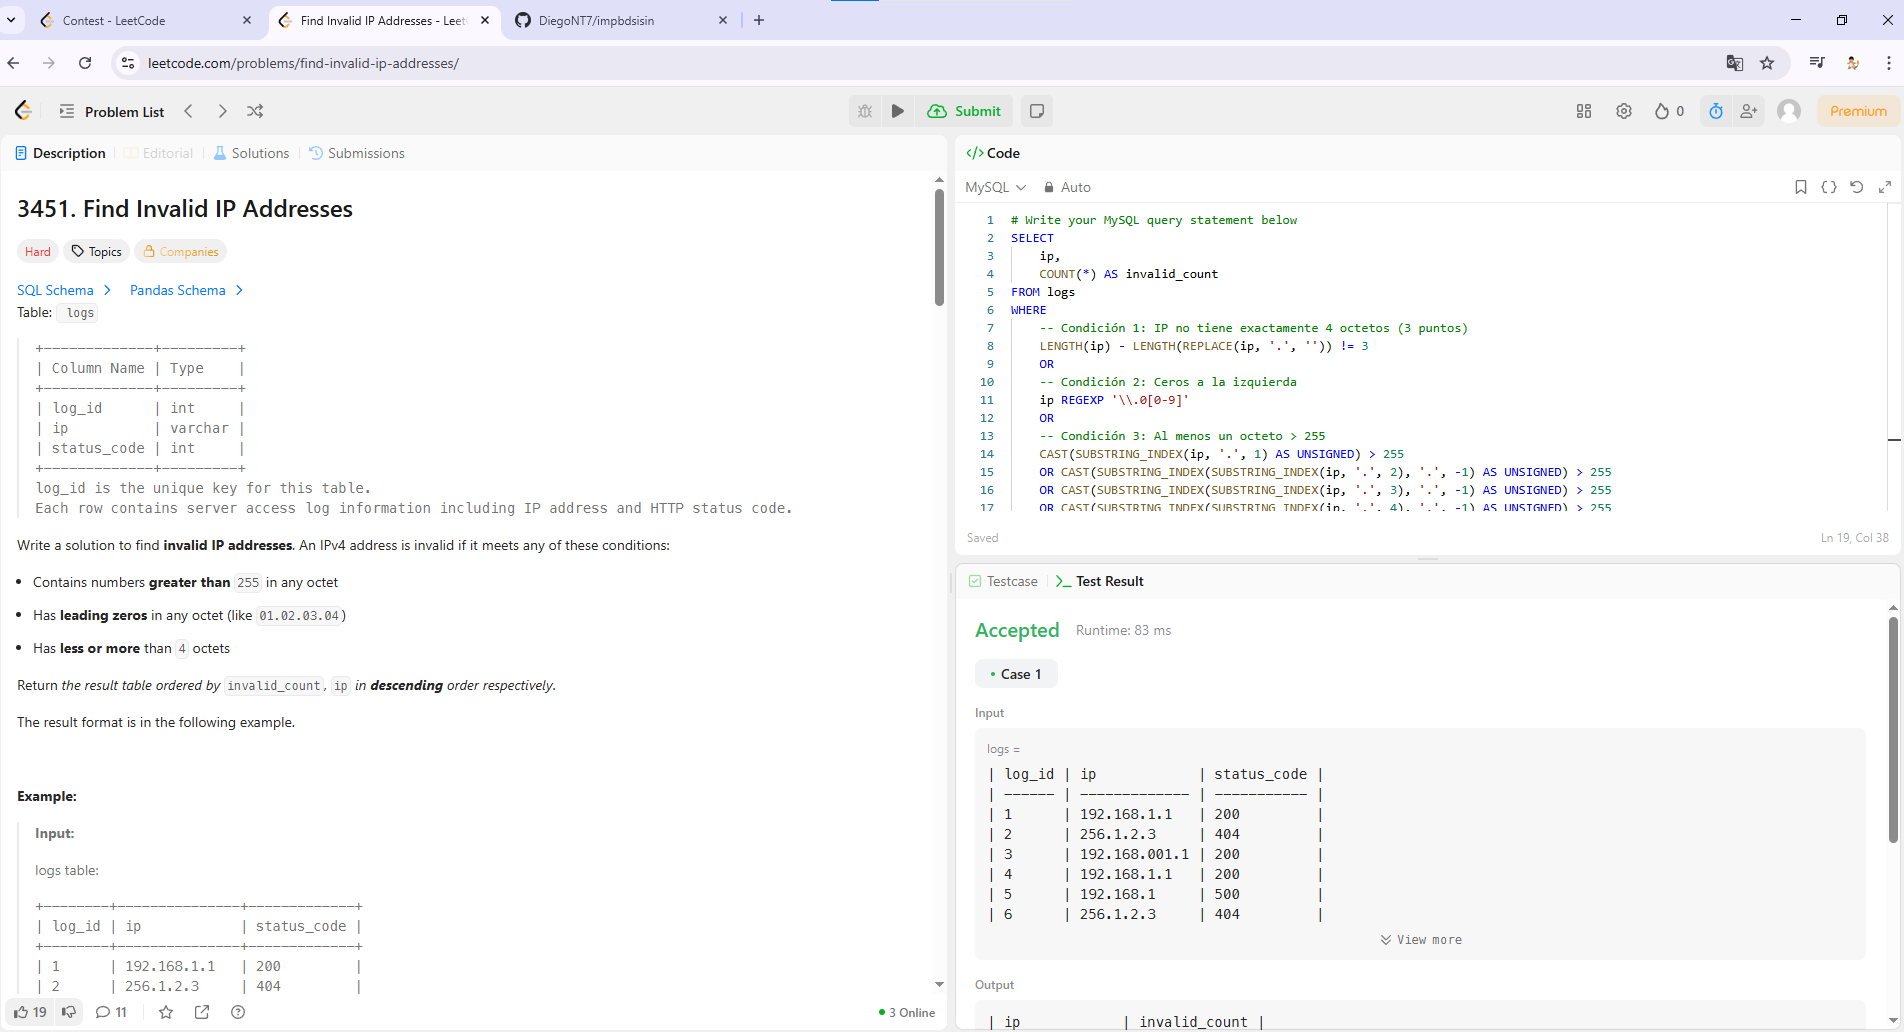 Contest - LeetCode
Find Invalid IP Addresses - Leet
DiegoNT7/impbdsisin
leetcode.com/problems/find-invalid-ip-addresses/
Problem List
Submit
0
Premium
Description
Editorial
Solutions
Submissions
3451. Find Invalid IP Addresses
Hard
Topics
Companies
SQL Schema
Pandas Schema
Table: logs
+-------------+---------+
| Column Name | Type    |
+-------------+---------+
| log_id      | int     |
| ip          | varchar |
| status_code | int     |
+-------------+---------+
log_id is the unique key for this table.
Each row contains server access log information including IP address and HTTP status code.
Write a solution to find invalid IP addresses. An IPv4 address is invalid if it meets any of these conditions:
• Contains numbers greater than 255 in any octet
• Has leading zeros in any octet (like 01.02.03.04)
• Has less or more than 4 octets
Return the result table ordered by invalid_count, ip in descending order respectively.
The result format is in the following example.
Example:
Input:
logs table:
+--------+---------------+-------------+
| log_id | ip            | status_code |
+--------+---------------+-------------+
| 1      | 192.168.1.1   | 200         |
| 2      | 256.1.2.3     | 404         |
19
11
3 Online
</> Code
MySQL
Auto
1 # Write your MySQL query statement below
2 SELECT
3     ip,
4     COUNT(*) AS invalid_count
5 FROM logs
6 WHERE
7     -- Condición 1: IP no tiene exactamente 4 octetos (3 puntos)
8     LENGTH(ip) - LENGTH(REPLACE(ip, '.', '')) != 3
9     OR
10     -- Condición 2: Ceros a la izquierda
11     ip REGEXP '\\.0[0-9]'
12     OR
13     -- Condición 3: Al menos un octeto > 255
14     CAST(SUBSTRING_INDEX(ip, '.', 1) AS UNSIGNED) > 255
15     OR CAST(SUBSTRING_INDEX(SUBSTRING_INDEX(ip, '.', 2), '.', -1) AS UNSIGNED) > 255
16     OR CAST(SUBSTRING_INDEX(SUBSTRING_INDEX(ip, '.', 3), '.', -1) AS UNSIGNED) > 255
17     OR CAST(SUBSTRING_INDEX(SUBSTRING_INDEX(ip, '.', 4), '.', -1) AS UNSIGNED) > 255
Saved
Ln 19, Col 38
Testcase
Test Result
Accepted
Runtime: 83 ms
• Case 1
Input
logs =
| log_id | ip            | status_code |
| ------ | ------------- | ----------- |
| 1      | 192.168.1.1   | 200         |
| 2      | 256.1.2.3     | 404         |
| 3      | 192.168.001.1 | 200         |
| 4      | 192.168.1.1   | 200         |
| 5      | 192.168.1     | 500         |
| 6      | 256.1.2.3     | 404         |
View more
Output
| ip            | invalid_count |